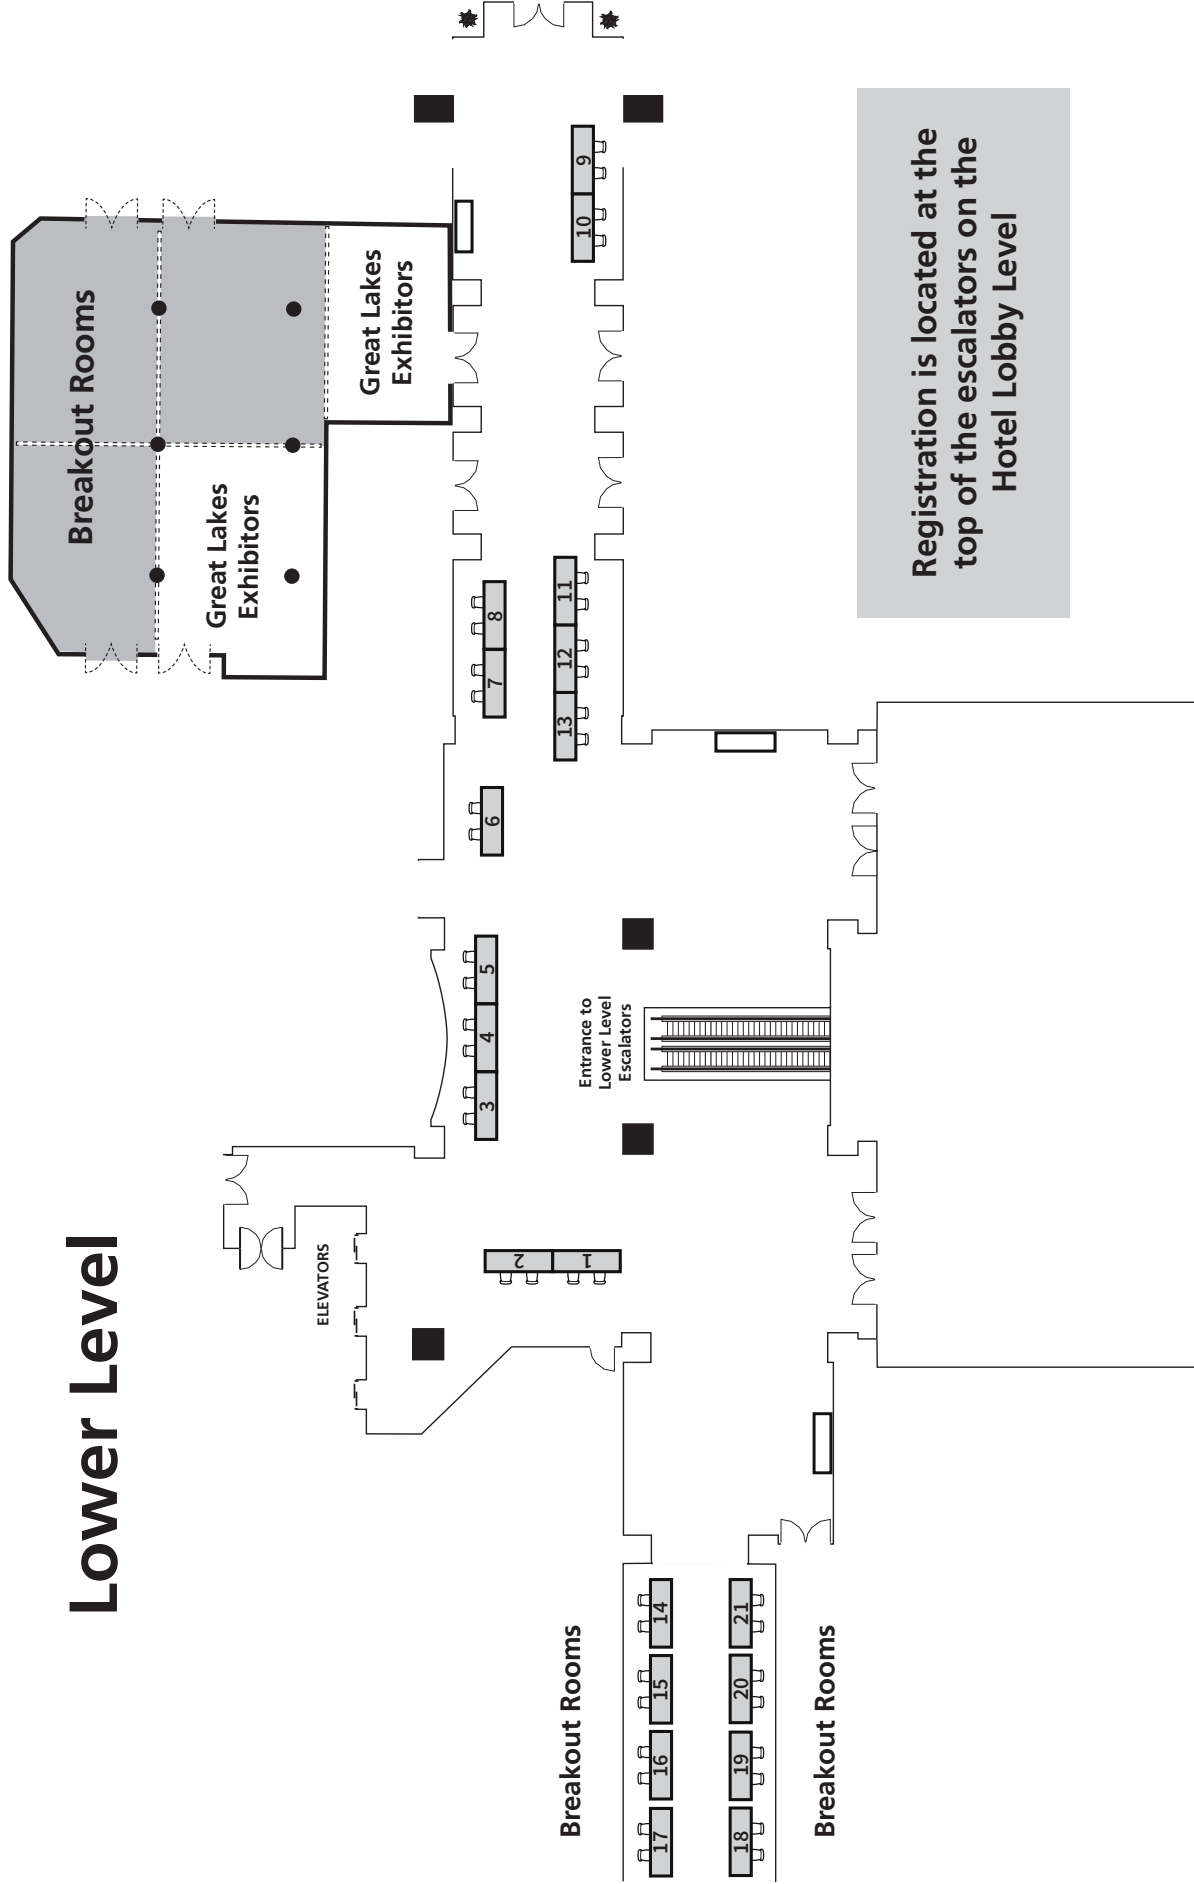 Lower Level
Breakout Rooms
Great Lakes
Exhibitors
Great Lakes
Exhibitors
ELEVATORS
Breakout Rooms
17
16
15
14
2
1
3
4
5
6
7
8
13
12
11
10
9
18
19
20
21
Breakout Rooms
Entrance to
Lower Level
Escalators
Registration is located at the
top of the escalators on the
Hotel Lobby Level